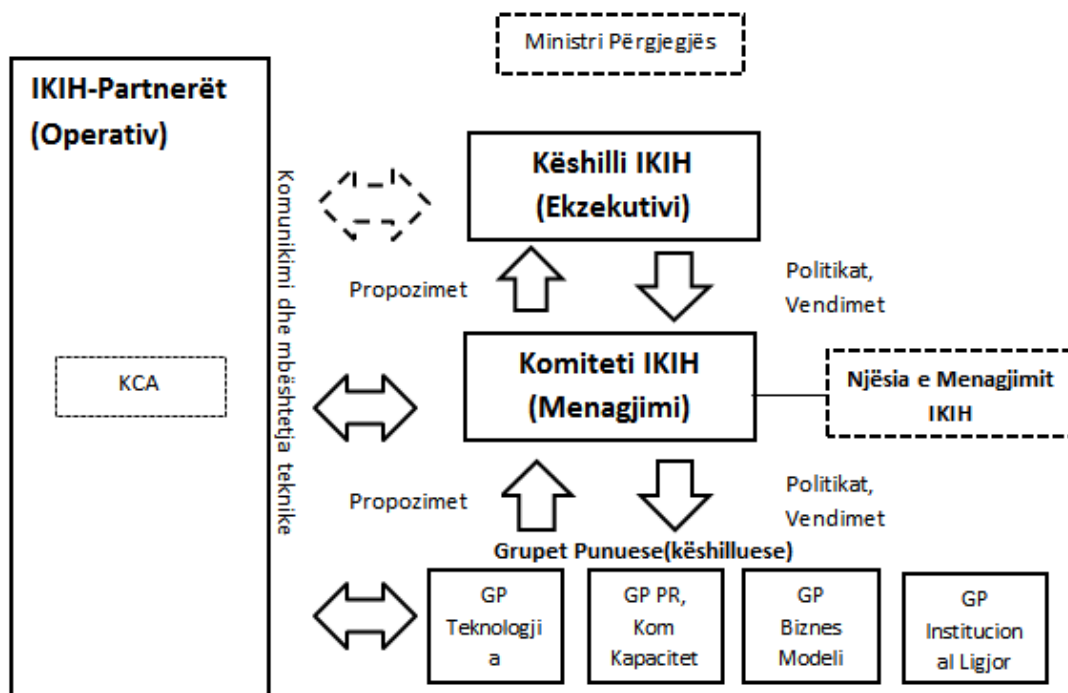 Ministri Përgjegjës
IKIH-Partnerët
(Operativ)
KCA
Komunikimi dhe mbështetja teknike
Këshilli IKIH
(Ekzekutivi)
Propozimet
Politikat,
Vendimet
Komiteti IKIH
(Menagjimi)
Njësia e Menagjimit
IKIH
Propozimet
Politikat,
Vendimet
Grupet Punuese(këshilluese)
GP
Teknologji
a
GP PR,
Kom
Kapacitet
GP
Biznes
Modeli
GP
Institucion
al Ligjor